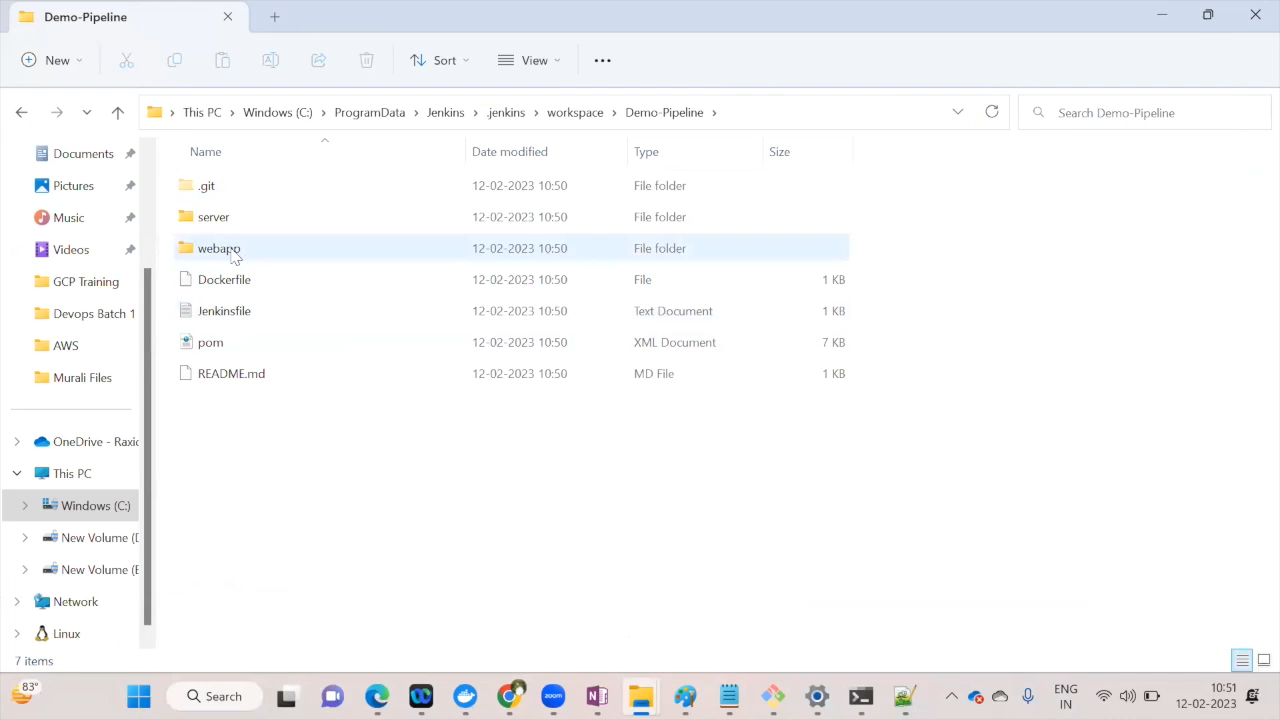 Demo-Pipeline
New
Sort
View
This PC
Windows (C:)
ProgramData
Jenkins
.jenkins
workspace
Demo-Pipeline
Search Demo-Pipeline
Documents
Pictures
Music
Videos
GCP Training
Devops Batch 1
AWS
Murali Files
OneDrive - Raxic
This PC
Windows (C:)
New Volume (D
New Volume (E
Network
Linux
Name Date modified Type Size
.git 12-02-2023 10:50 File folder
server 12-02-2023 10:50 File folder
webapp 12-02-2023 10:50 File folder
Dockerfile 12-02-2023 10:50 File 1 KB
Jenkinsfile 12-02-2023 10:50 Text Document 1 KB
pom 12-02-2023 10:50 XML Document 7 KB
README.md 12-02-2023 10:50 MD File 1 KB
7 items
83°
Search
zoom
ENG
IN
10:51
12-02-2023